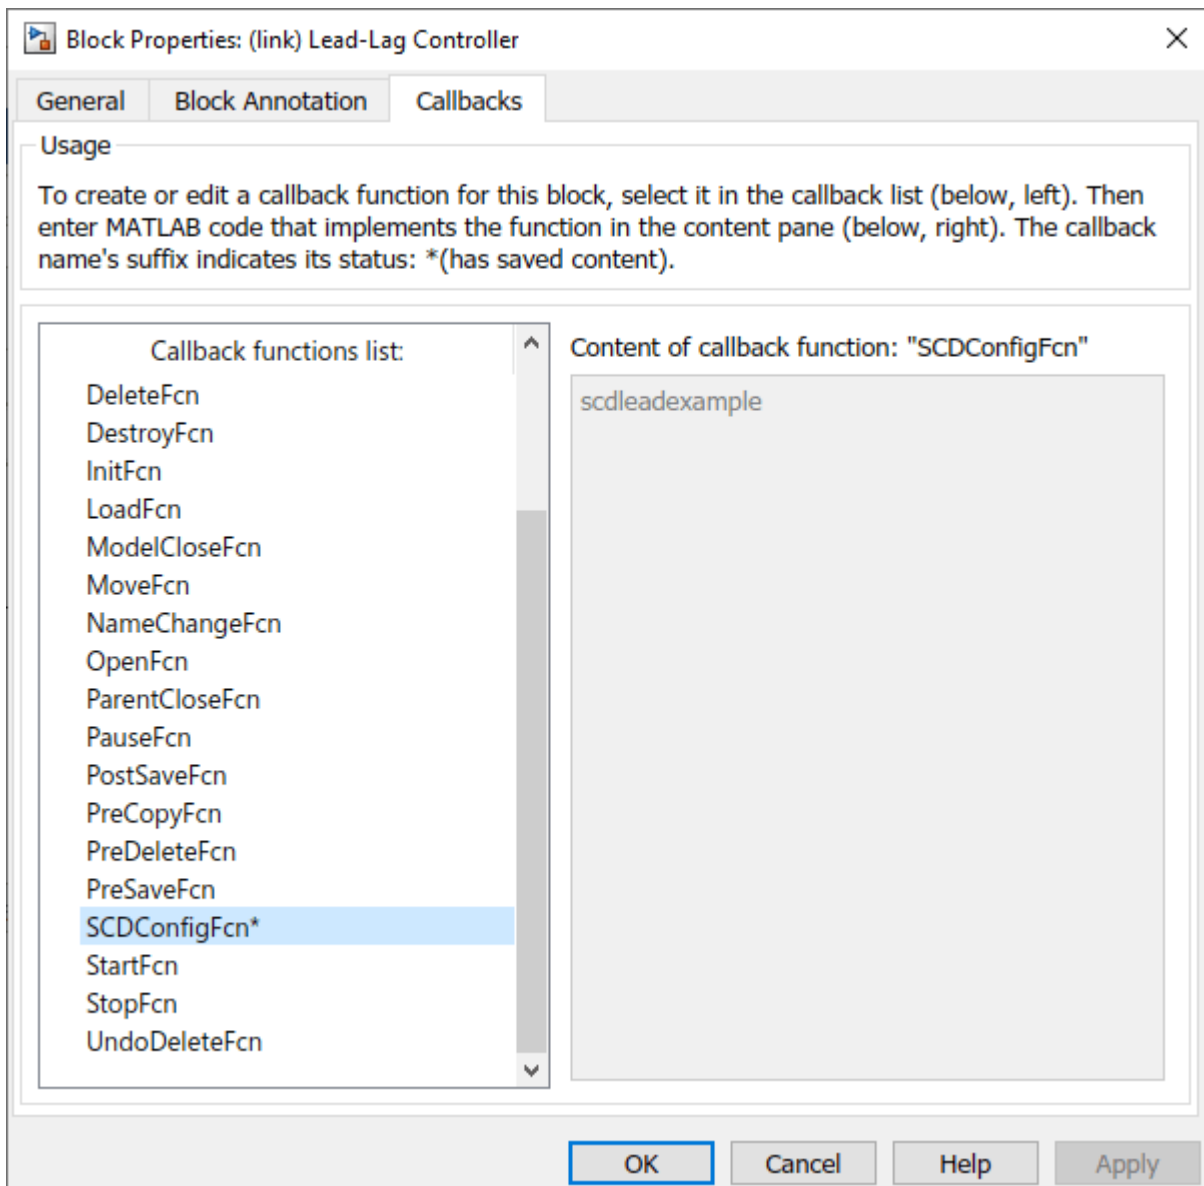 Block Properties: (link) Lead-Lag Controller
General Block Annotation Callbacks
Usage
To create or edit a callback function for this block, select it in the callback list (below, left). Then
enter MATLAB code that implements the function in the content pane (below, right). The callback
name's suffix indicates its status: *(has saved content).
Callback functions list:
DeleteFcn
DestroyFcn
InitFcn
LoadFcn
ModelCloseFcn
MoveFcn
NameChangeFcn
OpenFcn
ParentCloseFcn
PauseFcn
PostSaveFcn
PreCopyFcn
PreDeleteFcn
PreSaveFcn
SCDConfigFcn*
StartFcn
StopFcn
UndoDeleteFcn
Content of callback function: "SCDConfigFcn"
scdleadexample
OK Cancel Help Apply